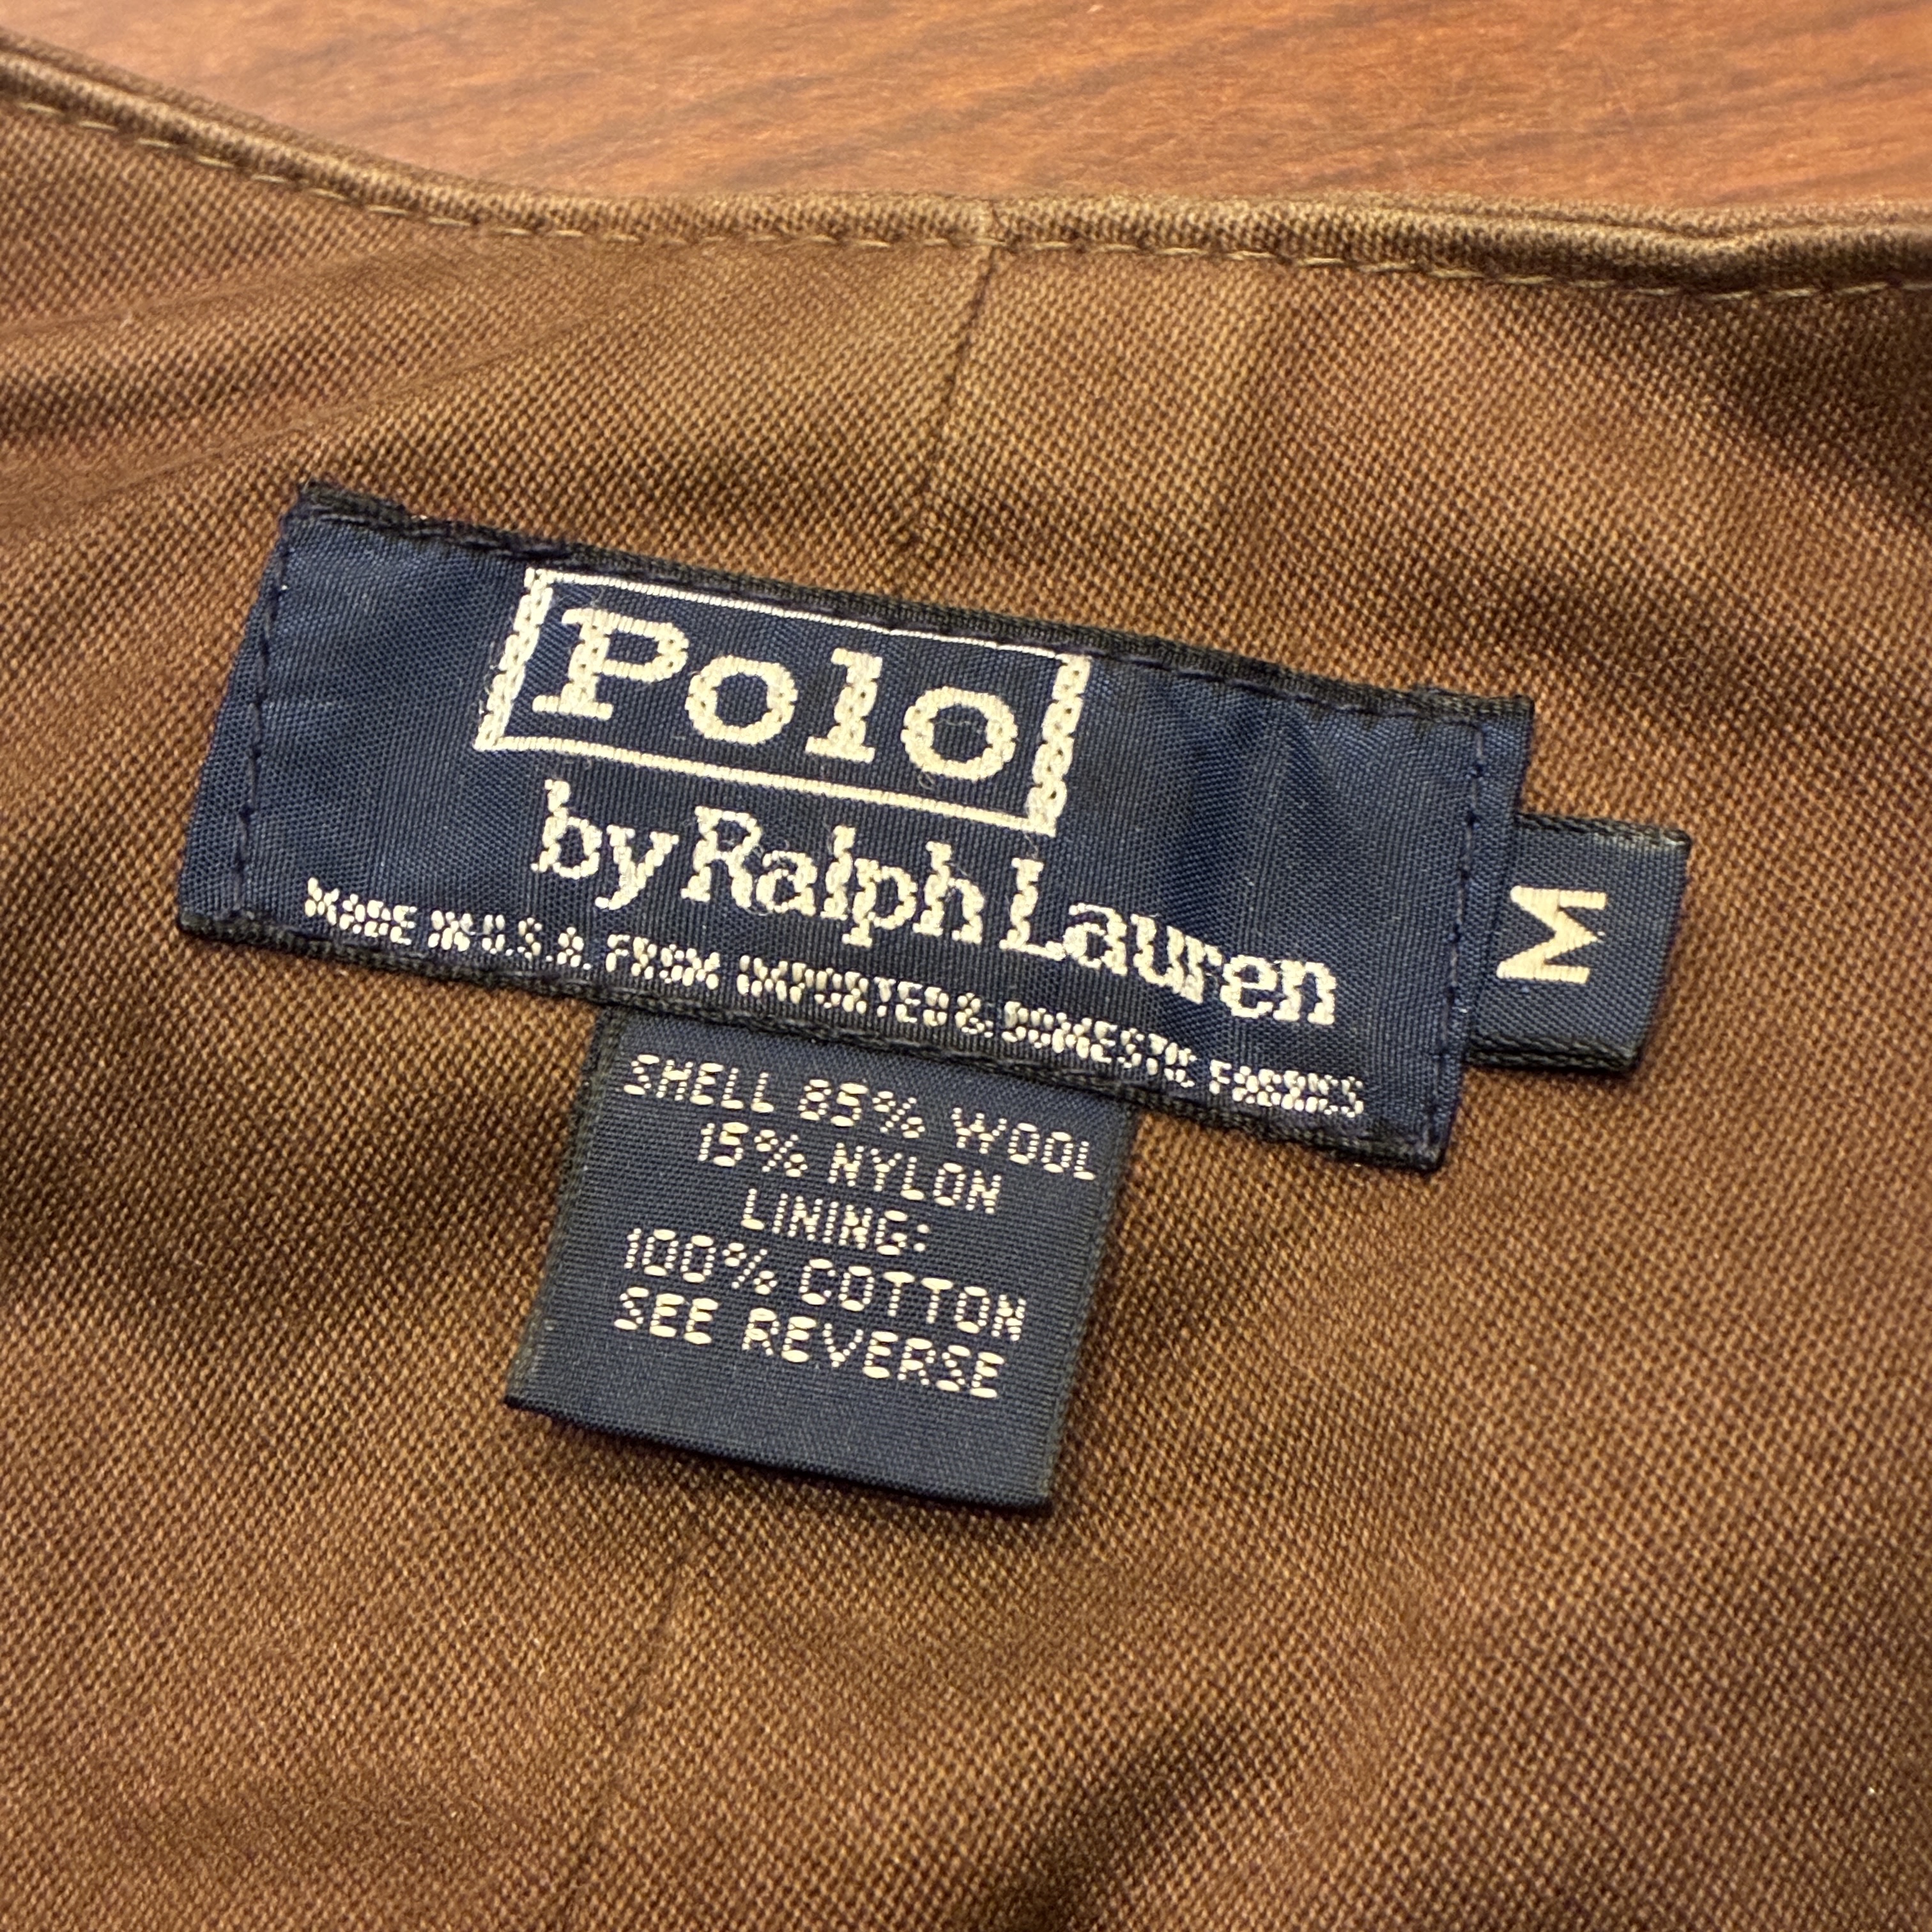 Polo
by Ralph Lauren
MADE IN U.S.A. FROM IMPORTED & DOMESTIC FABRICS
M
SHELL 85% WOOL
15% NYLON
LINING:
100% COTTON
SEE REVERSE